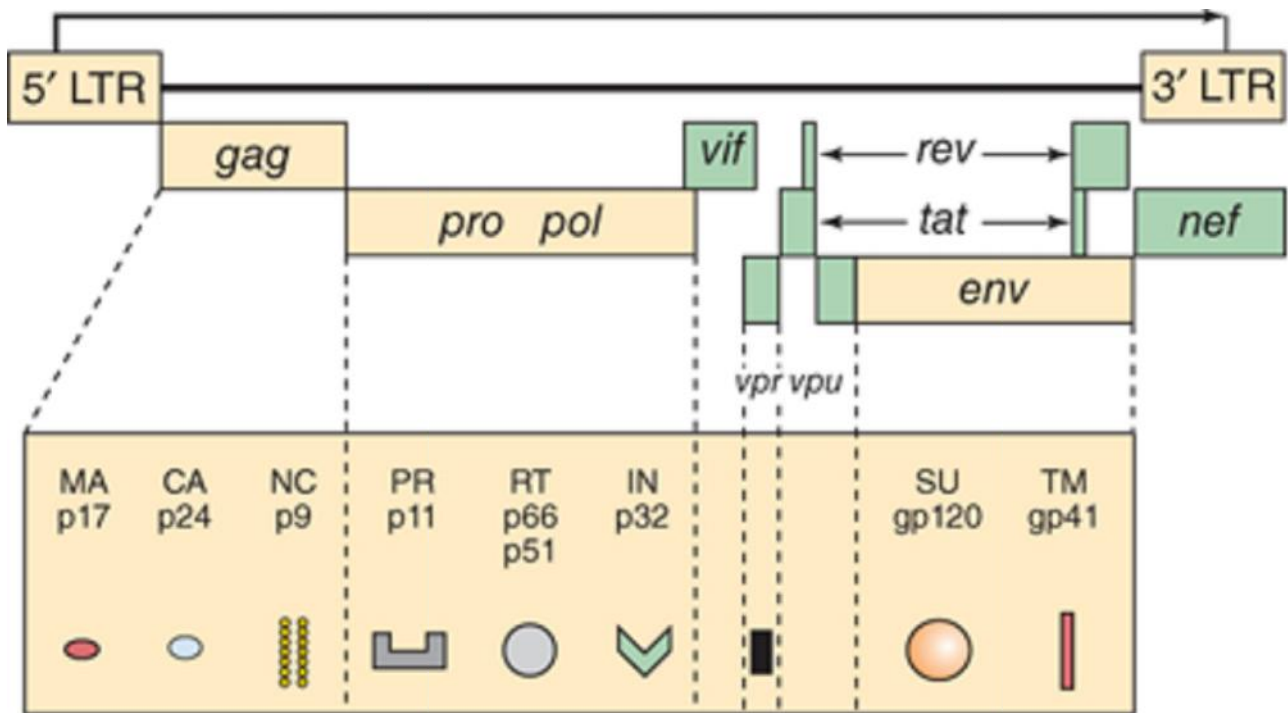 5′ LTR
3′ LTR
gag
vif
rev
pro pol
tat
nef
env
vpr vpu
MA CA NC PR RT IN SU TM
p17 p24 p9 p11 p66 p32 gp120 gp41
p51